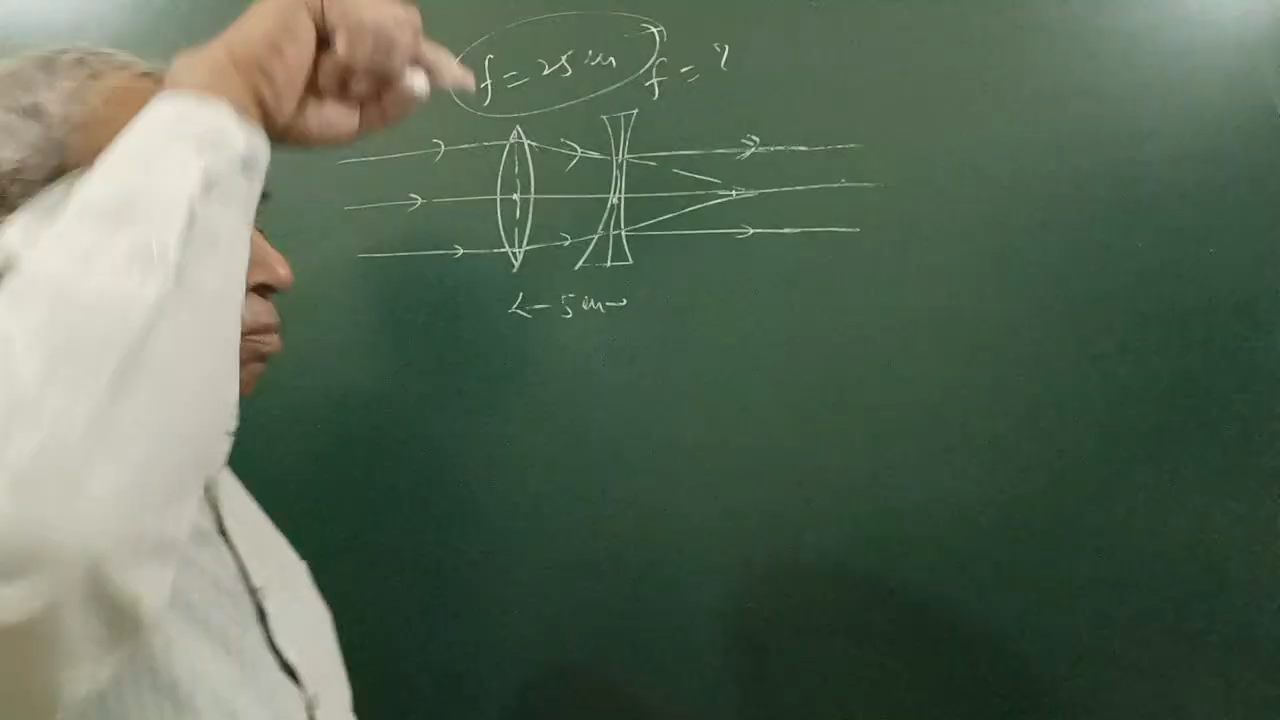 f = 25 cm f = ?
5 cm